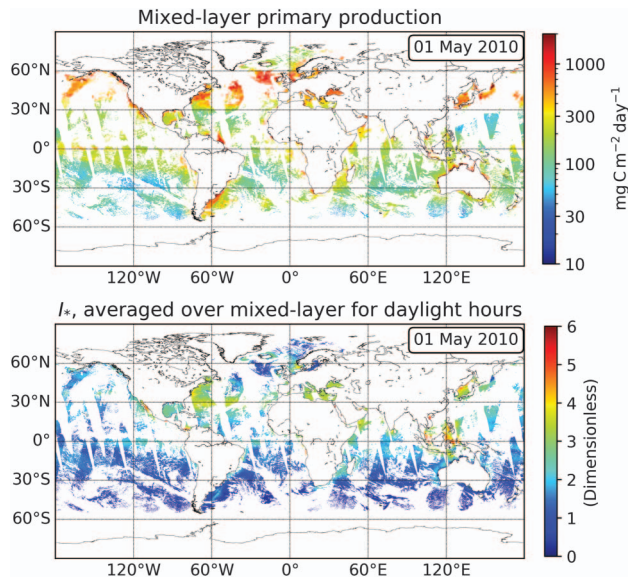 Mixed-layer primary production
01 May 2010
60°N
30°N
0°
30°S
60°S
120°W 60°W 0° 60°E 120°E
1000
300
100
30
10
mg C m⁻² day⁻¹
I*, averaged over mixed-layer for daylight hours
01 May 2010
60°N
30°N
0°
30°S
60°S
120°W 60°W 0° 60°E 120°E
6
5
4
3
2
1
0
(Dimensionless)